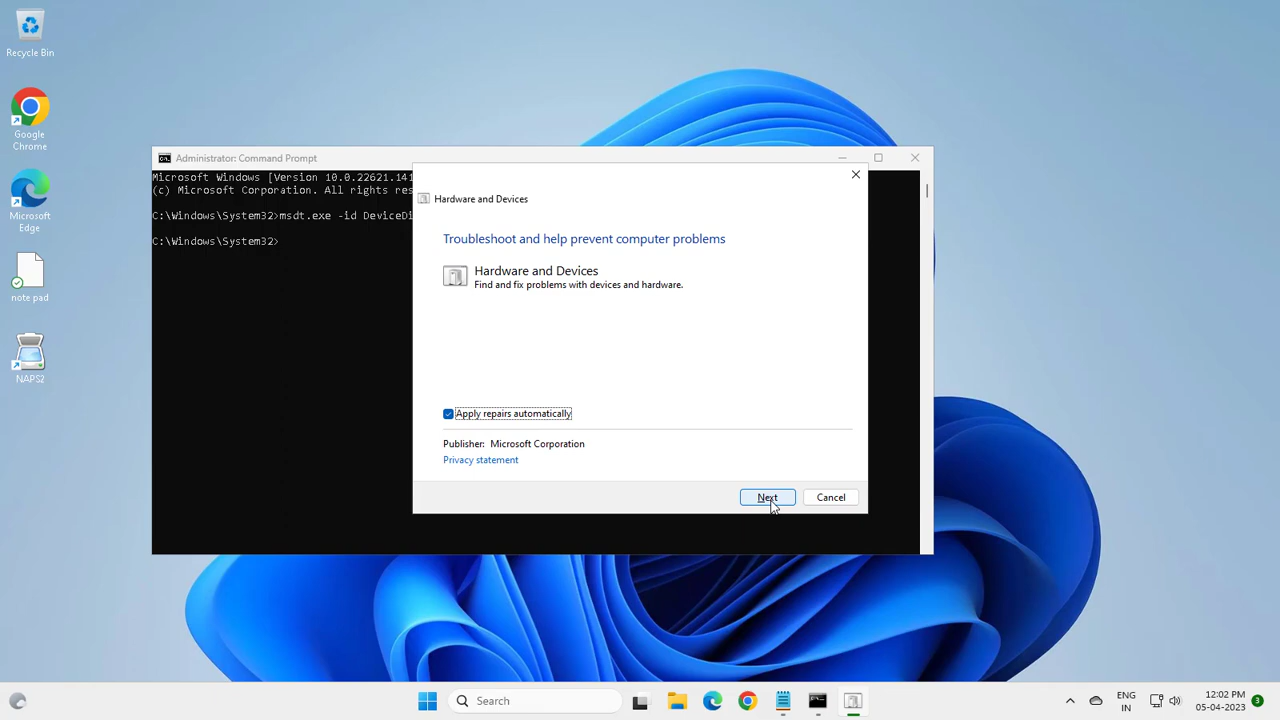 Recycle Bin
Google
Chrome
Microsoft
Edge
note pad
NAPS2
Administrator: Command Prompt
Microsoft Windows [Version 10.0.22621.141
(c) Microsoft Corporation. All rights res
C:\Windows\System32>msdt.exe -id DeviceDi
C:\Windows\System32>
Hardware and Devices
Troubleshoot and help prevent computer problems
Hardware and Devices
Find and fix problems with devices and hardware.
Apply repairs automatically
Publisher: Microsoft Corporation
Privacy statement
Next
Cancel
Search
ENG
IN
12:02 PM
05-04-2023
3